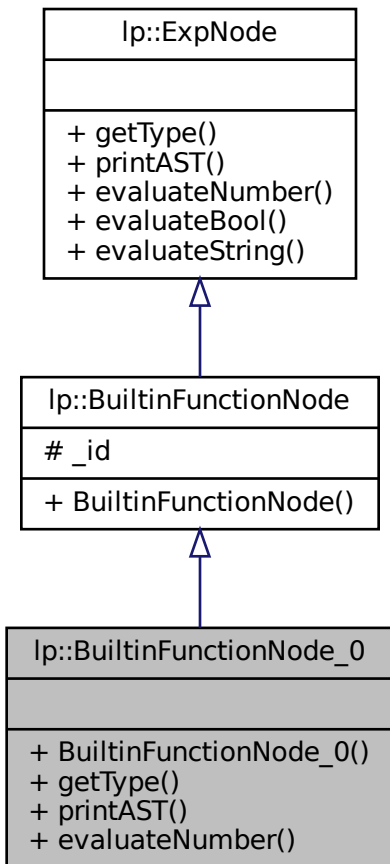 lp::ExpNode
+ getType()
+ printAST()
+ evaluateNumber()
+ evaluateBool()
+ evaluateString()
lp::BuiltinFunctionNode
# _id
+ BuiltinFunctionNode()
lp::BuiltinFunctionNode_0
+ BuiltinFunctionNode_0()
+ getType()
+ printAST()
+ evaluateNumber()